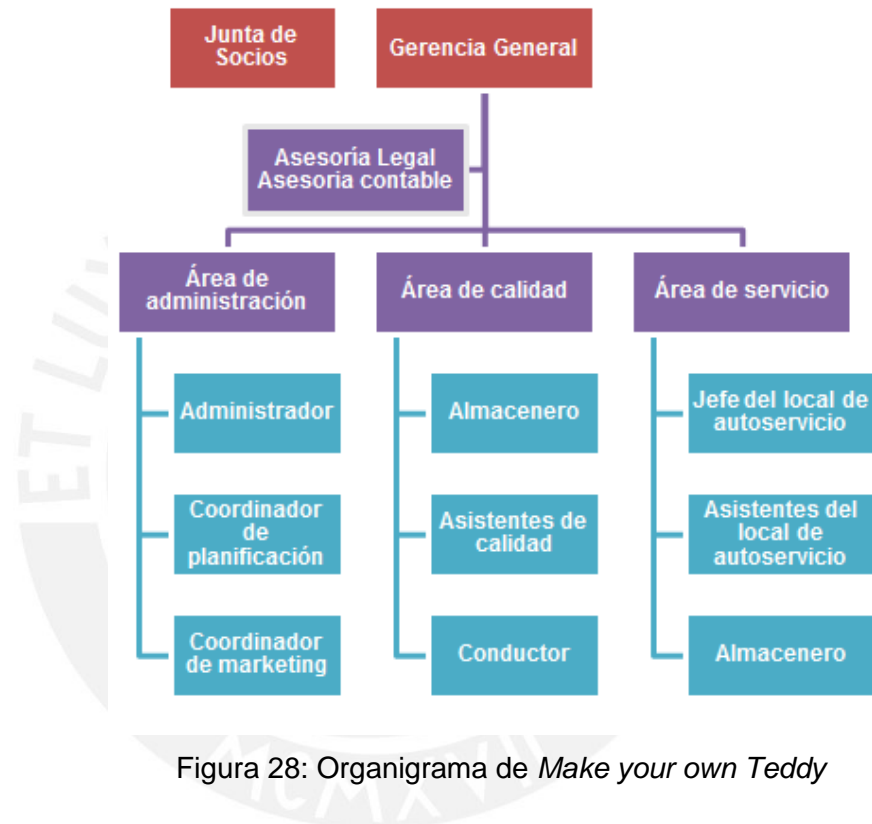 Junta de
Socios
Gerencia General
Asesoría Legal
Asesoria contable
Área de
administración
Área de calidad
Área de servicio
Administrador
Almacenero
Jefe del local de
autoservicio
Coordinador
de
planificación
Asistentes de
calidad
Asistentes del
local de
autoservicio
Coordinador
de marketing
Conductor
Almacenero
Figura 28: Organigrama de Make your own Teddy